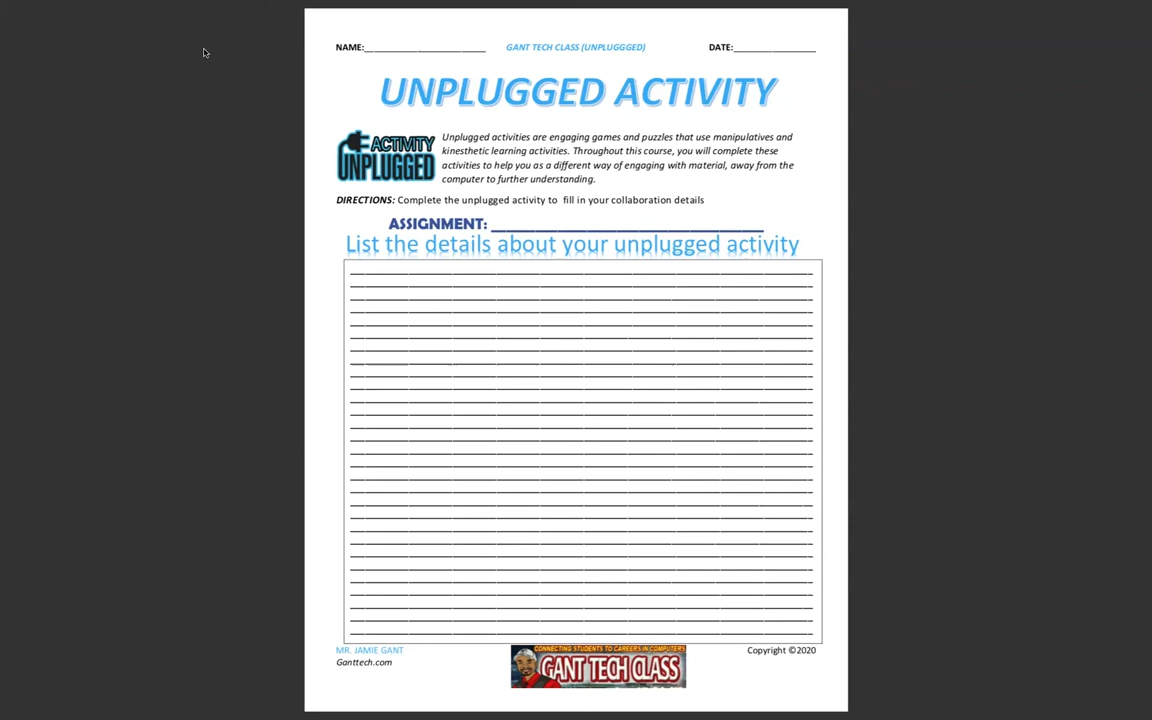 NAME:__________________________ GANT TECH CLASS (UNPLUGGGED) DATE:__________________
UNPLUGGED ACTIVITY
ACTIVITY
UNPLUGGED
Unplugged activities are engaging games and puzzles that use manipulatives and
kinesthetic learning activities. Throughout this course, you will complete these
activities to help you as a different way of engaging with material, away from the
computer to further understanding.
DIRECTIONS: Complete the unplugged activity to fill in your collaboration details
ASSIGNMENT: ______________________________
List the details about your unplugged activity
MR. JAMIE GANT
Ganttech.com
CONNECTING STUDENTS TO CAREERS IN COMPUTERS
GANT TECH CLASS
Copyright ©2020